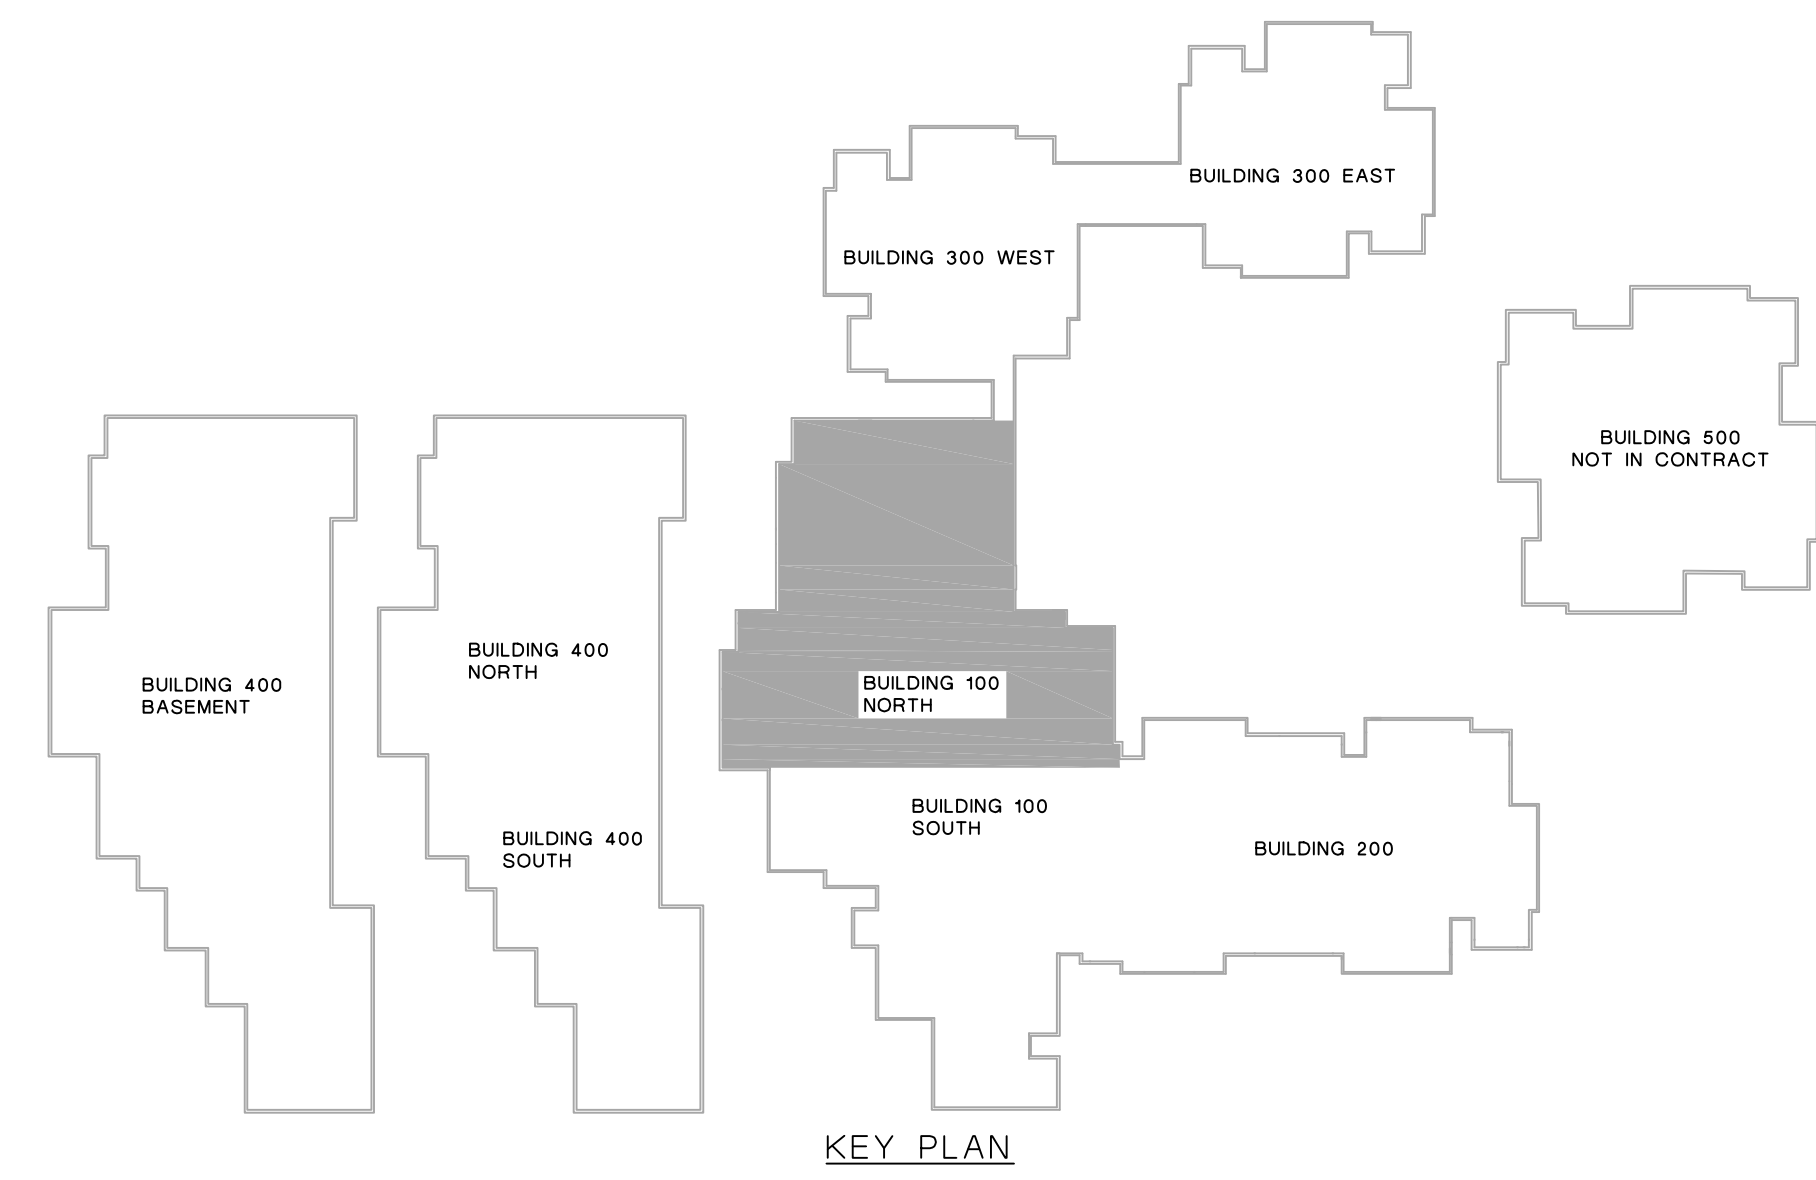 BUILDING 300 EAST
BUILDING 300 WEST
BUILDING 500
NOT IN CONTRACT
BUILDING 400
NORTH
BUILDING 400
BASEMENT
BUILDING 100
NORTH
BUILDING 100
SOUTH
BUILDING 400
SOUTH
BUILDING 200
KEY PLAN